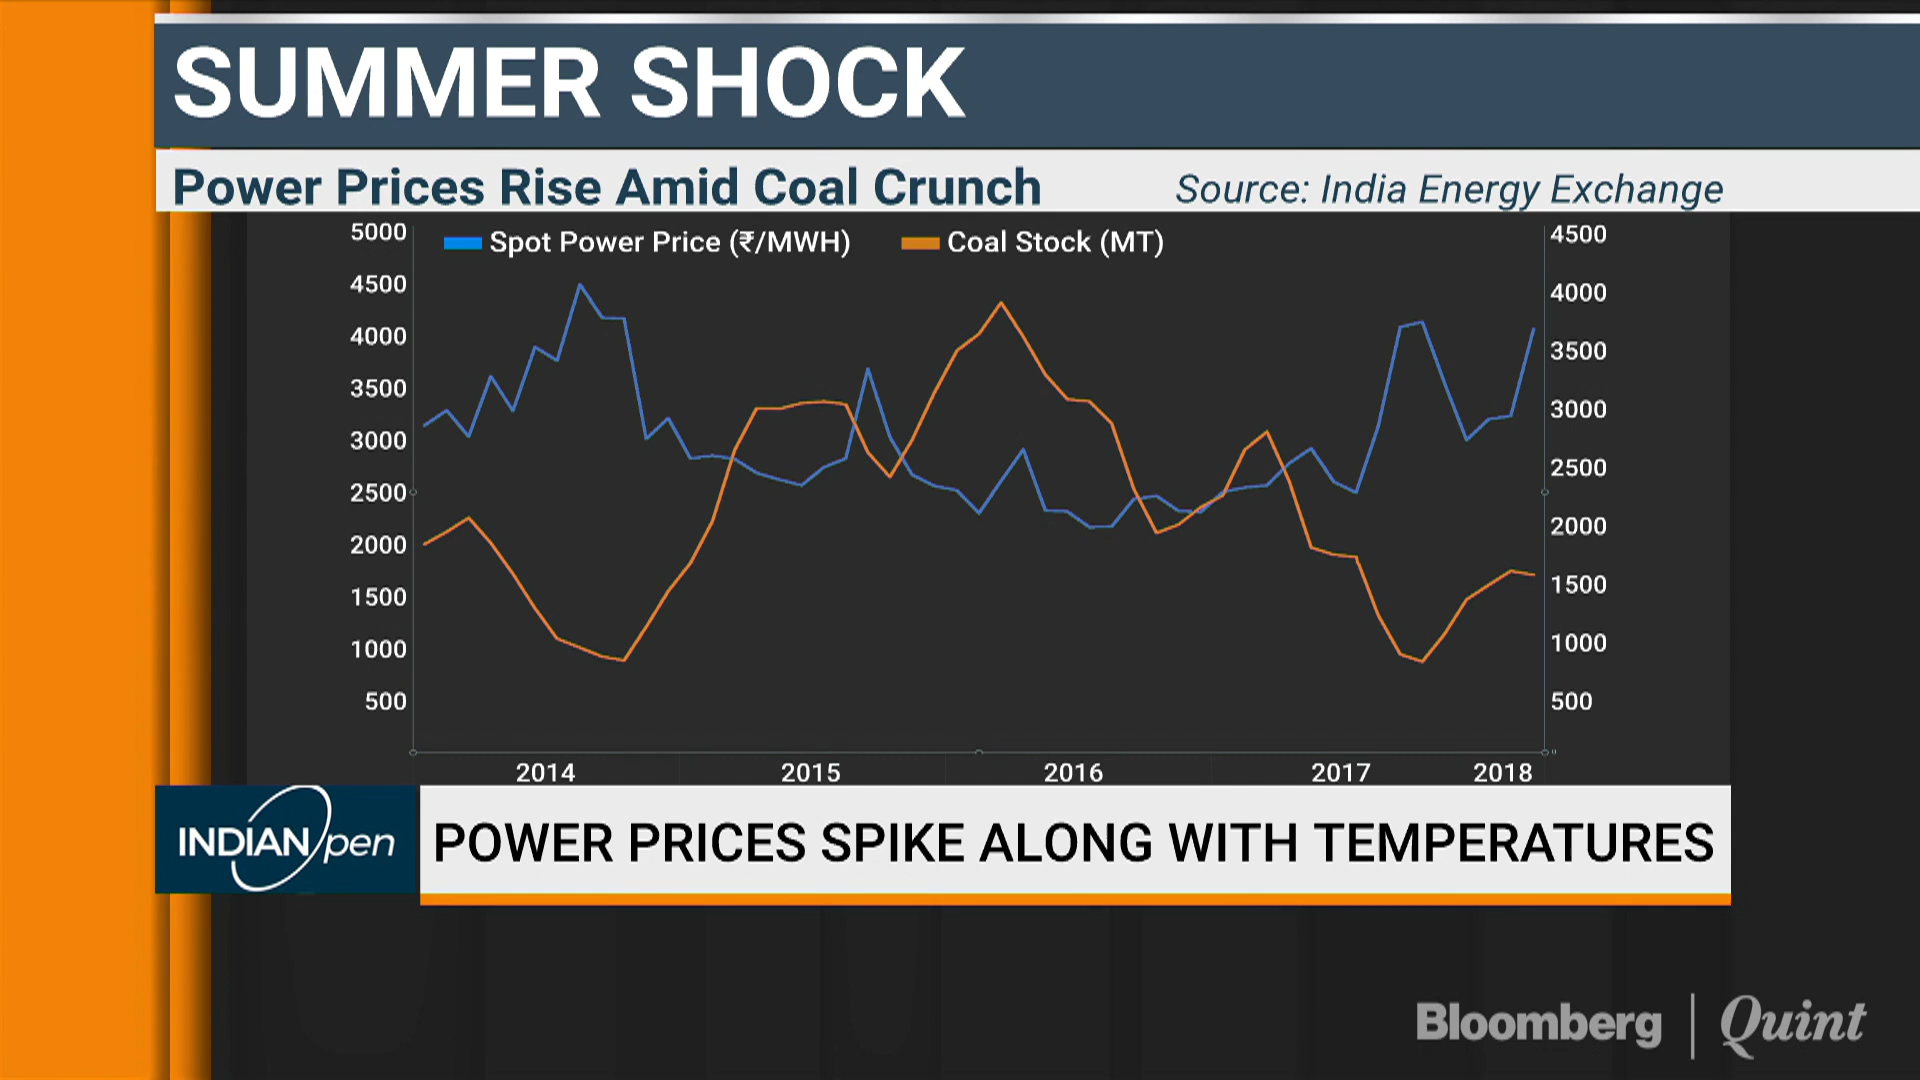 SUMMER SHOCK
Power Prices Rise Amid Coal Crunch
Source: India Energy Exchange
Spot Power Price (₹/MWH)
Coal Stock (MT)
5000
4500
4000
3500
3000
2500
2000
1500
1000
500
4500
4000
3500
3000
2500
2000
1500
1000
500
2014 2015 2016 2017 2018
INDIAN Open
POWER PRICES SPIKE ALONG WITH TEMPERATURES
Bloomberg | Quint